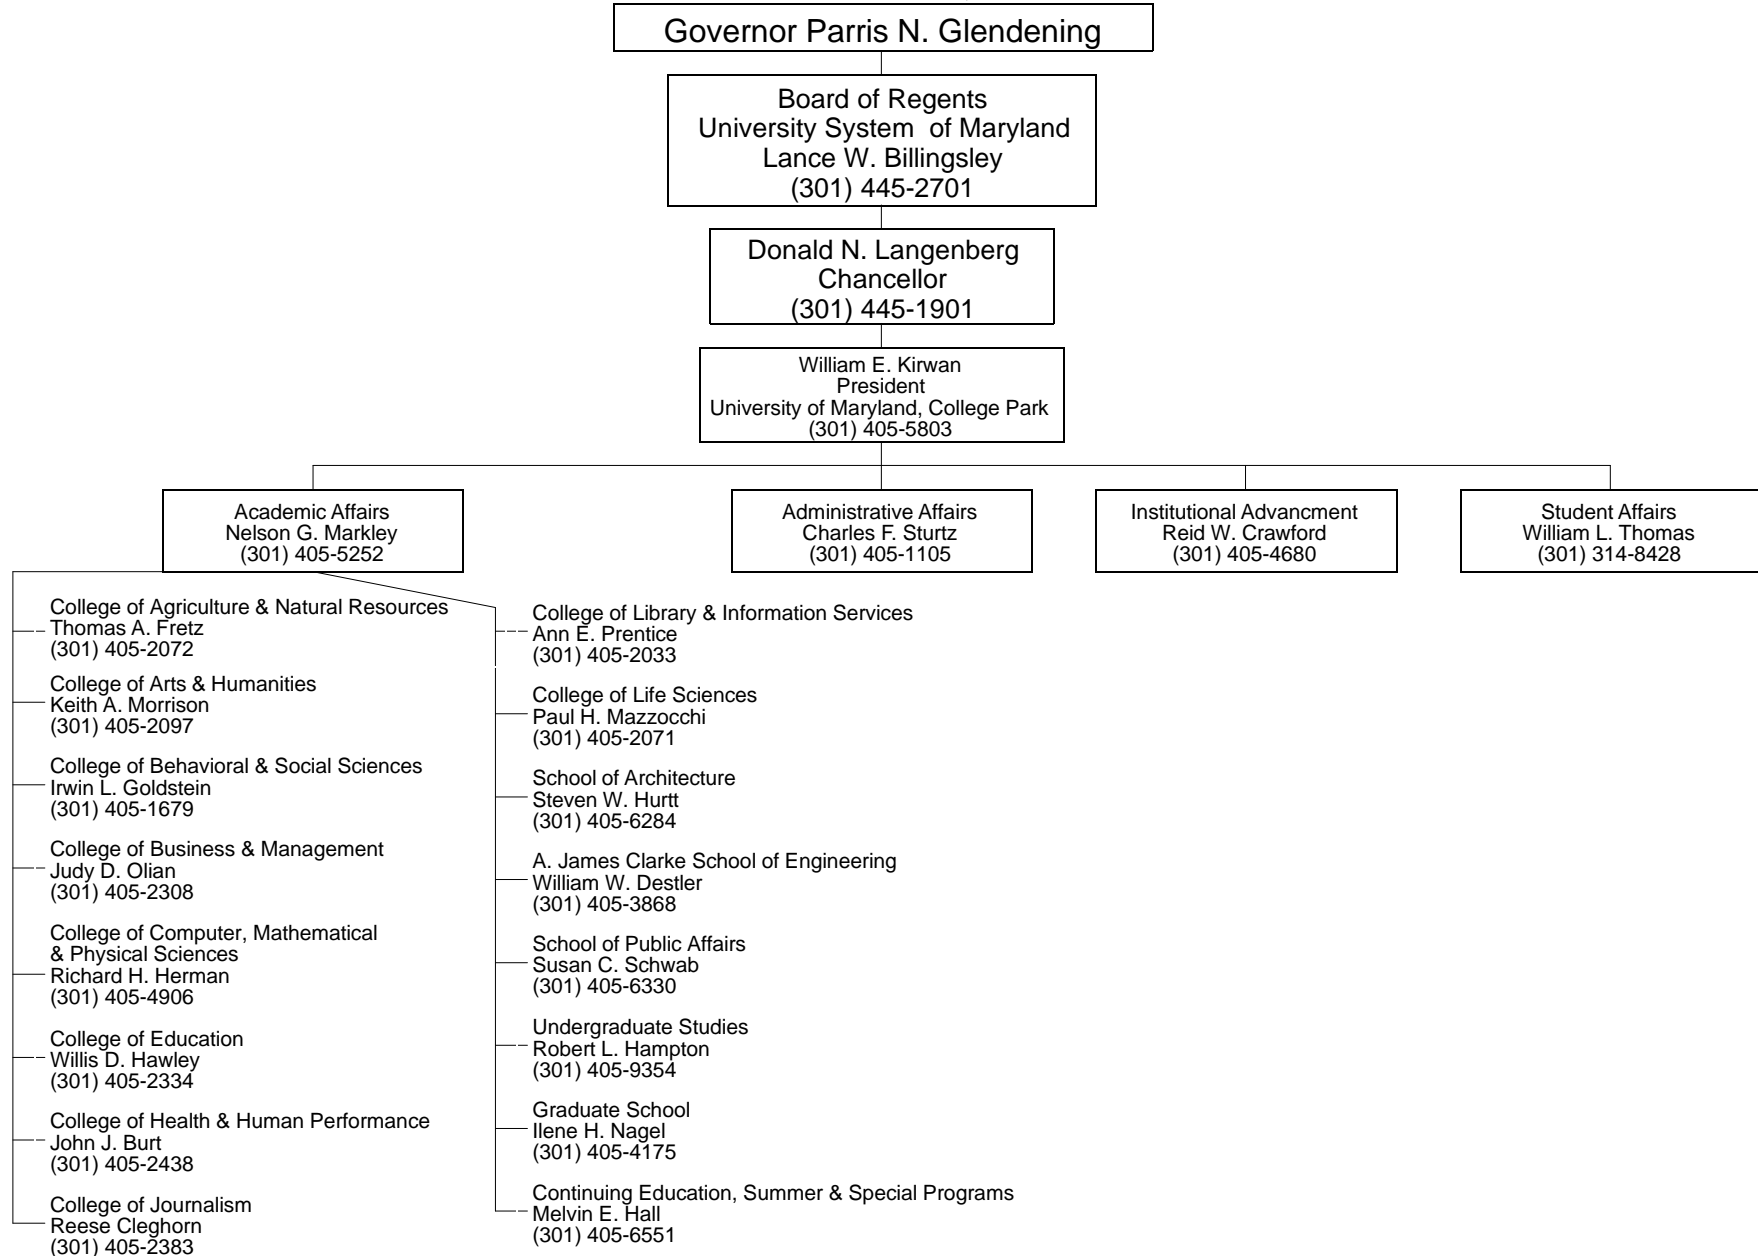 Governor Parris N. Glendening
Board of Regents
University System of Maryland
Lance W. Billingsley
(301) 445-2701
Donald N. Langenberg
Chancellor
(301) 445-1901
William E. Kirwan
President
University of Maryland, College Park
(301) 405-5803
Academic Affairs
Nelson G. Markley
(301) 405-5252
Administrative Affairs
Charles F. Sturtz
(301) 405-1105
Institutional Advancment
Reid W. Crawford
(301) 405-4680
Student Affairs
William L. Thomas
(301) 314-8428
College of Agriculture & Natural Resources
Thomas A. Fretz
(301) 405-2072
College of Arts & Humanities
Keith A. Morrison
(301) 405-2097
College of Behavioral & Social Sciences
Irwin L. Goldstein
(301) 405-1679
College of Business & Management
Judy D. Olian
(301) 405-2308
College of Computer, Mathematical
& Physical Sciences
Richard H. Herman
(301) 405-4906
College of Education
Willis D. Hawley
(301) 405-2334
College of Health & Human Performance
John J. Burt
(301) 405-2438
College of Journalism
Reese Cleghorn
(301) 405-2383
College of Library & Information Services
Ann E. Prentice
(301) 405-2033
College of Life Sciences
Paul H. Mazzocchi
(301) 405-2071
School of Architecture
Steven W. Hurtt
(301) 405-6284
A. James Clarke School of Engineering
William W. Destler
(301) 405-3868
School of Public Affairs
Susan C. Schwab
(301) 405-6330
Undergraduate Studies
Robert L. Hampton
(301) 405-9354
Graduate School
Ilene H. Nagel
(301) 405-4175
Continuing Education, Summer & Special Programs
Melvin E. Hall
(301) 405-6551